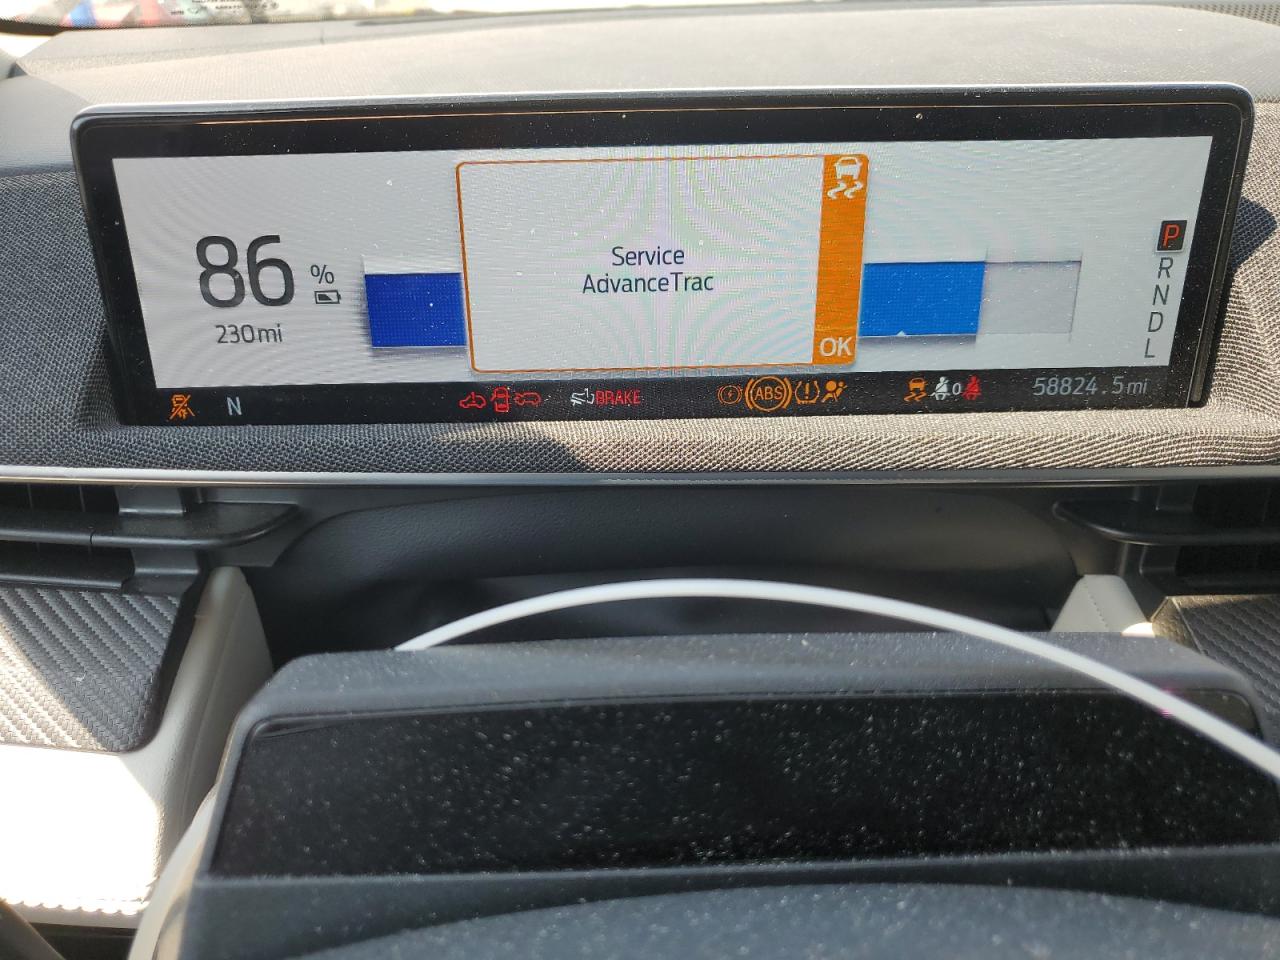 86 %
230mi
Service
AdvanceTrac
OK
P
R
N
D
L
N
BRAKE
ABS
0
58824.5mi